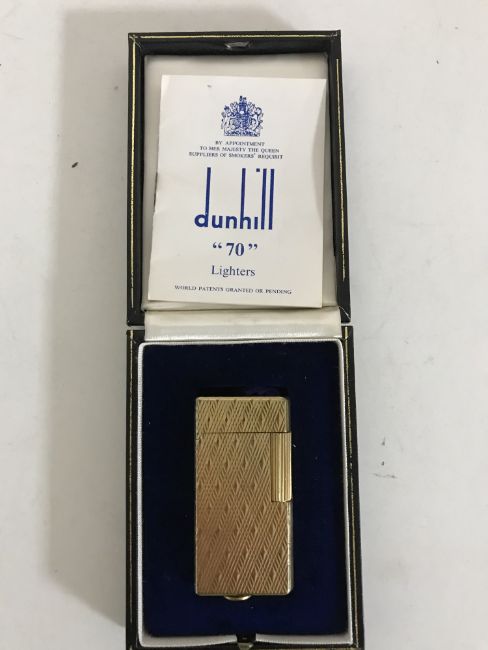 BY APPOINTMENT
TO HER MAJESTY THE QUEEN
SUPPLIERS OF SMOKERS' REQUISIT
dunhill
“70”
Lighters
WORLD PATENTS GRANTED OR PENDING